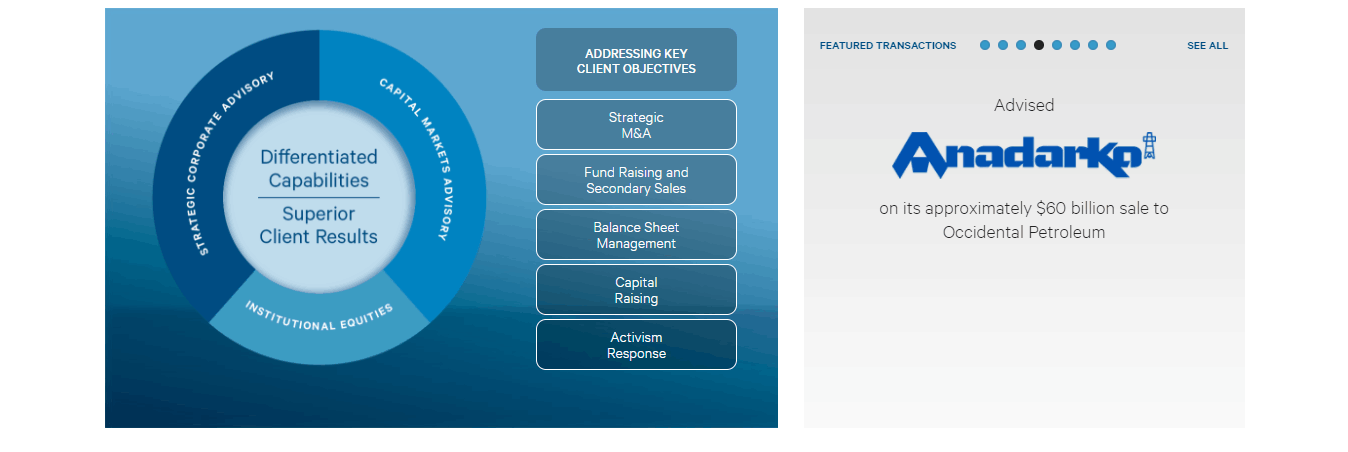 STRATEGIC CORPORATE ADVISORY
CAPITAL MARKETS ADVISORY
INSTITUTIONAL EQUITIES
Differentiated
Capabilities
Superior
Client Results
ADDRESSING KEY
CLIENT OBJECTIVES
Strategic
M&A
Fund Raising and
Secondary Sales
Balance Sheet
Management
Capital
Raising
Activism
Response
FEATURED TRANSACTIONS
SEE ALL
Advised
Anadarko
on its approximately $60 billion sale to
Occidental Petroleum